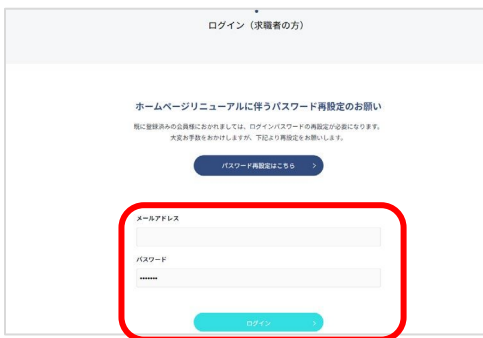 ログイン（求職者の方）
ホームページリニューアルに伴うパスワード再設定のお願い
既に登録済みの会員様におかれましては、ログインパスワードの再設定が必要になります。
大変お手数をおかけしますが、下記より再設定をお願いします。
パスワード再設定はこちら
メールアドレス
パスワード
ログイン